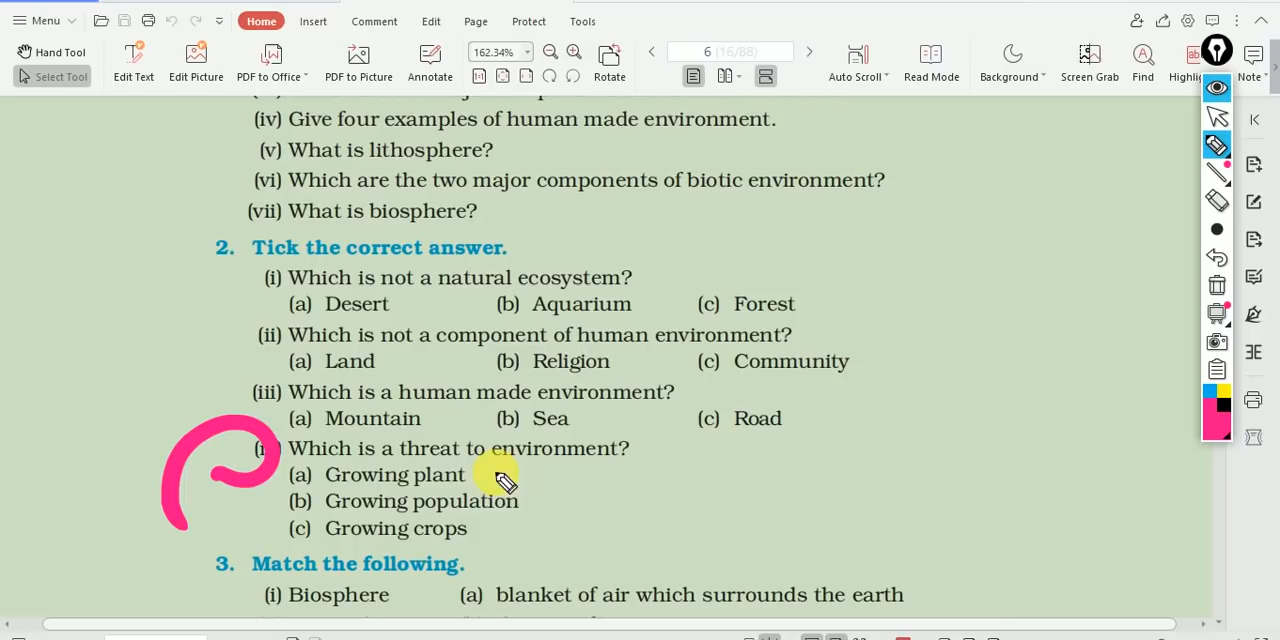 Menu Home Insert Comment Edit Page Protect Tools
Hand Tool
Select Tool Edit Text Edit Picture PDF to Office PDF to Picture Annotate 162.34% Rotate 6 (16/88) Auto Scroll Read Mode Background Screen Grab Find Note
(iv) Give four examples of human made environment.
(v) What is lithosphere?
(vi) Which are the two major components of biotic environment?
(vii) What is biosphere?
2. Tick the correct answer.
(i) Which is not a natural ecosystem?
(a) Desert (b) Aquarium (c) Forest
(ii) Which is not a component of human environment?
(a) Land (b) Religion (c) Community
(iii) Which is a human made environment?
(a) Mountain (b) Sea (c) Road
Which is a threat to environment?
(a) Growing plant
(b) Growing population
(c) Growing crops
3. Match the following.
(i) Biosphere (a) blanket of air which surrounds the earth